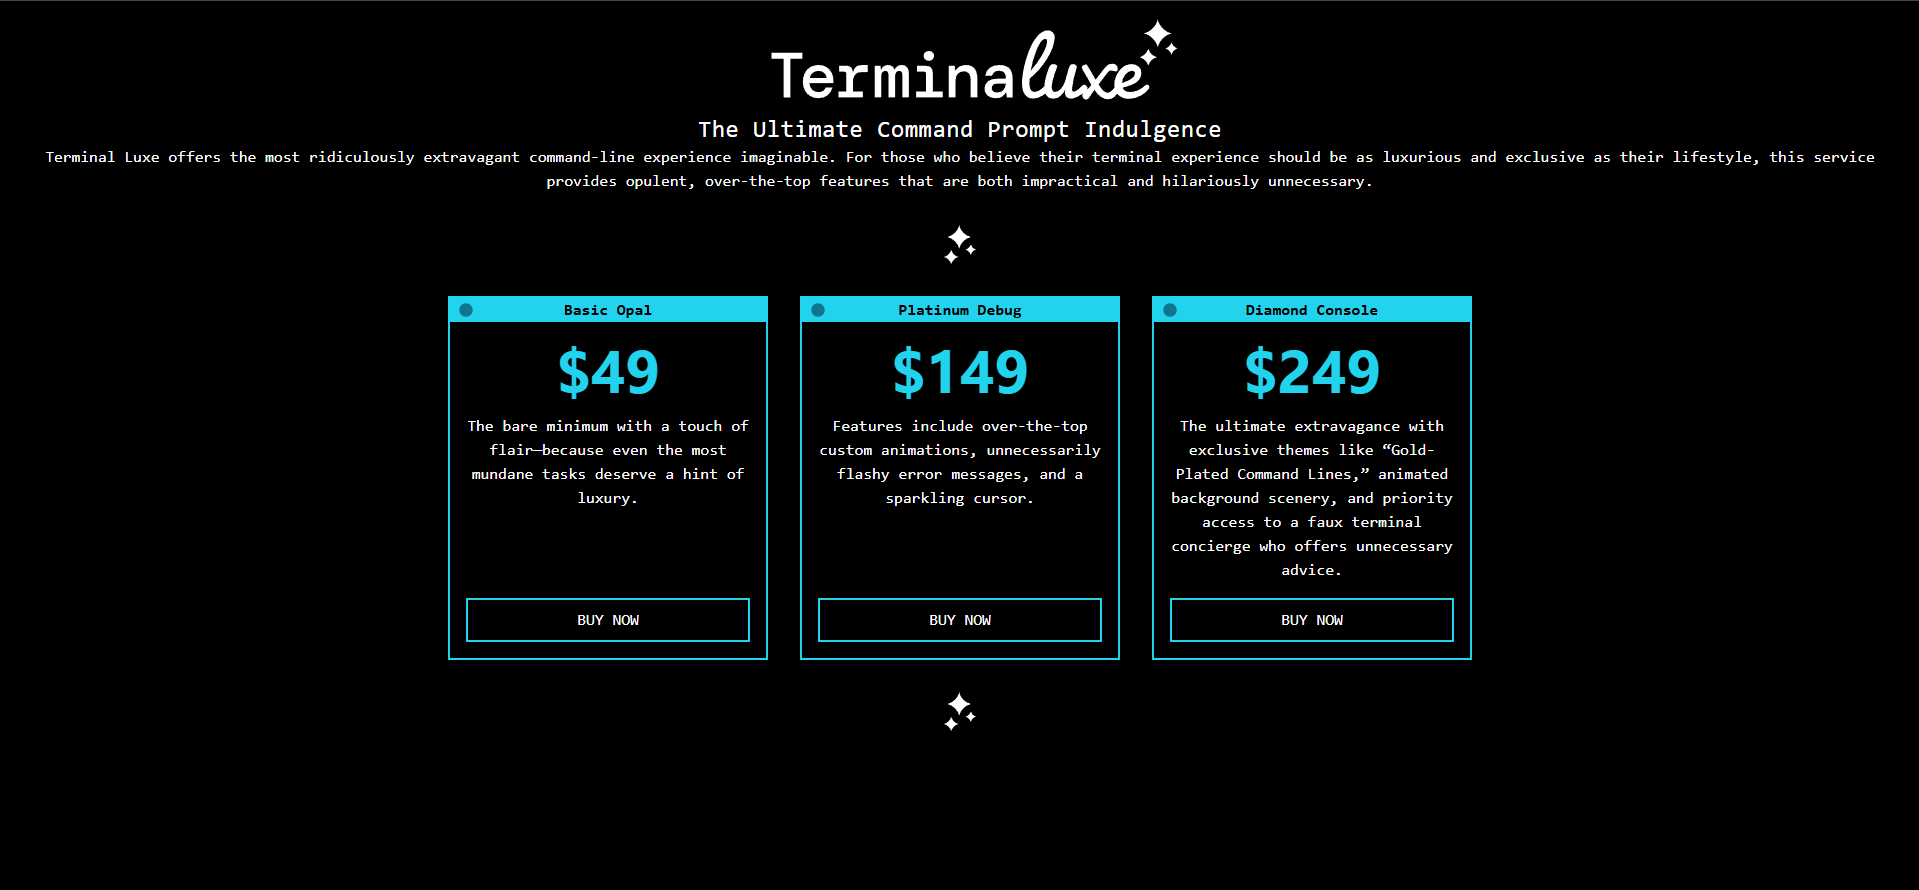 Terminaluxe
The Ultimate Command Prompt Indulgence
Terminal Luxe offers the most ridiculously extravagant command-line experience imaginable. For those who believe their terminal experience should be as luxurious and exclusive as their lifestyle, this service
provides opulent, over-the-top features that are both impractical and hilariously unnecessary.
Basic Opal
$49
The bare minimum with a touch of
flair—because even the most
mundane tasks deserve a hint of
luxury.
BUY NOW
Platinum Debug
$149
Features include over-the-top
custom animations, unnecessarily
flashy error messages, and a
sparkling cursor.
BUY NOW
Diamond Console
$249
The ultimate extravagance with
exclusive themes like “Gold-
Plated Command Lines,” animated
background scenery, and priority
access to a faux terminal
concierge who offers unnecessary
advice.
BUY NOW